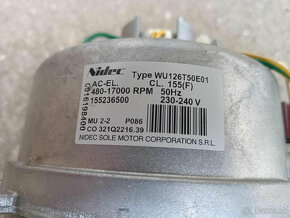 Nidec
Type WU126T50E01
AC-EL. CL. 155(F)
480-17000 RPM 50Hz
155236500 230-240 V
MU 2-2 P086
CO 321Q2216.39
NIDEC SOLE MOTOR CORPORATION S.R.L.
0516198400